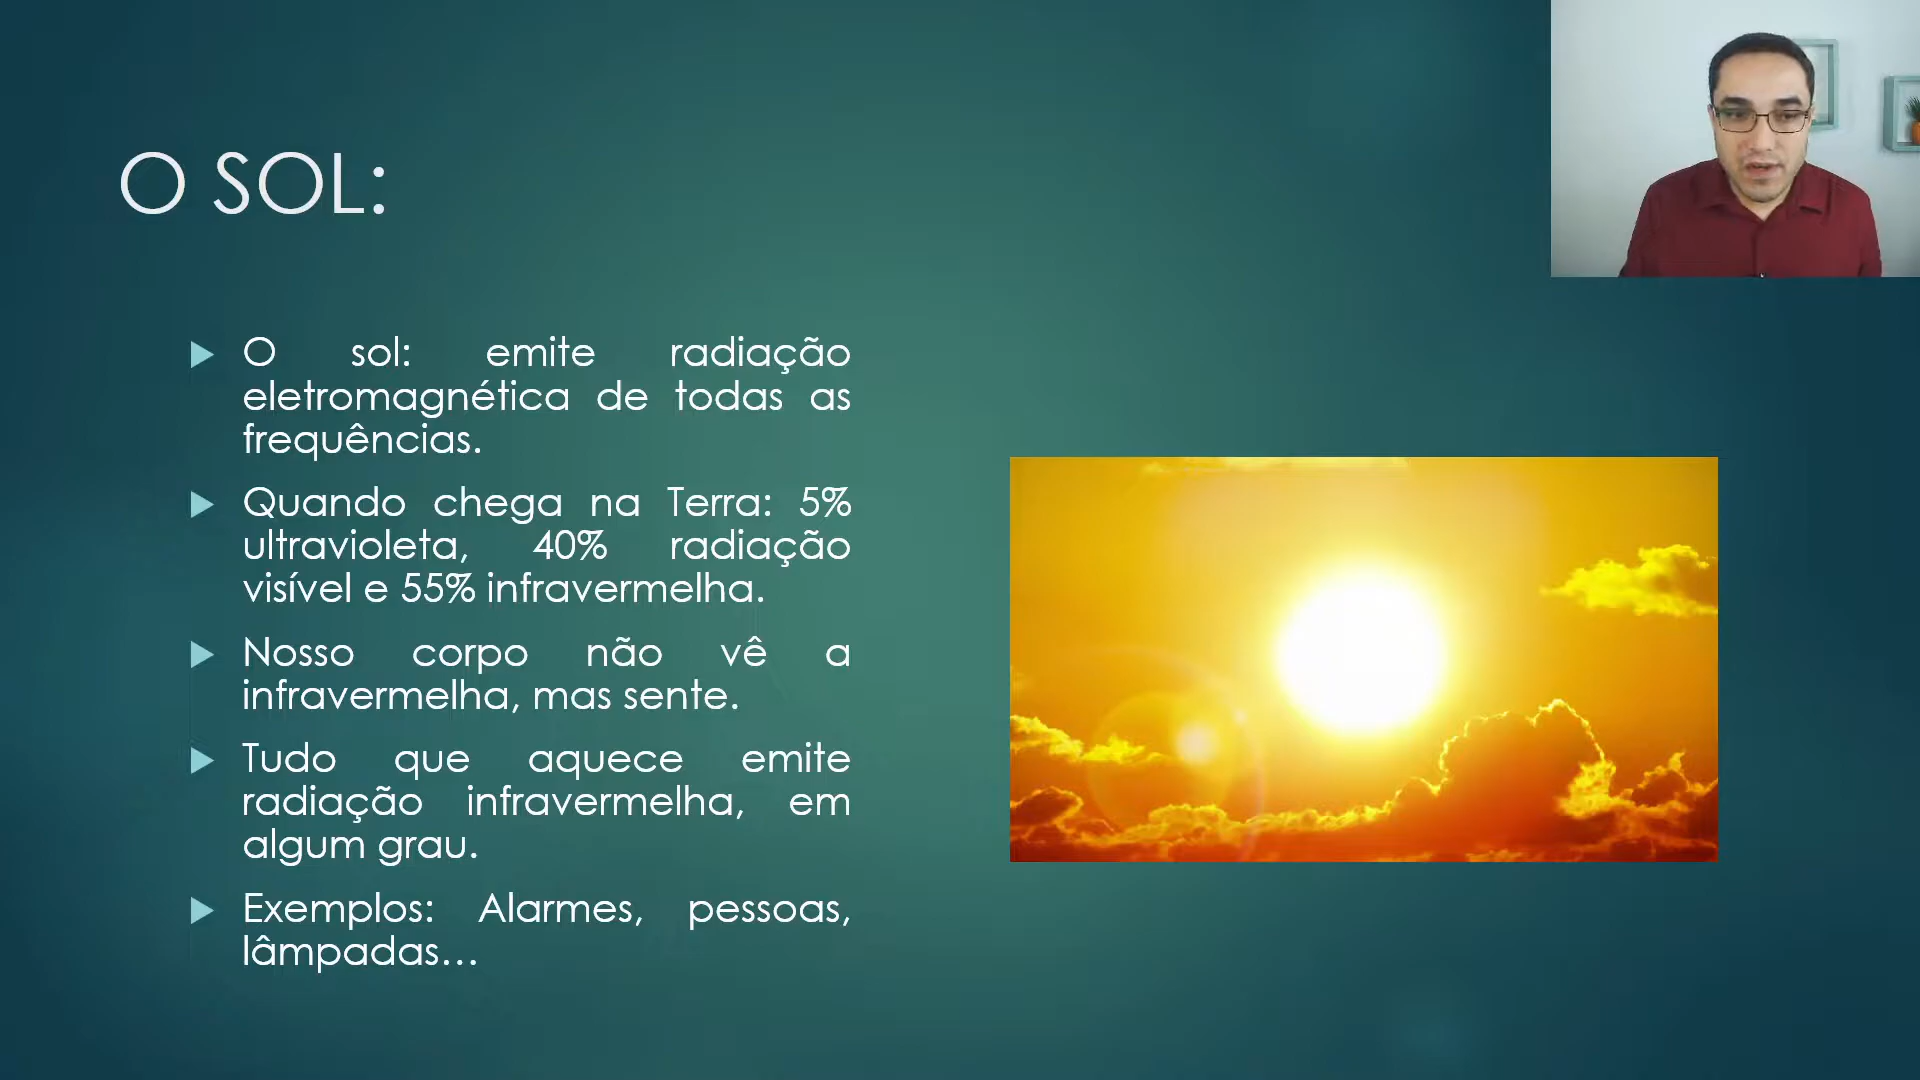 O SOL:
O sol: emite radiação
eletromagnética de todas as
frequências.
Quando chega na Terra: 5%
ultravioleta, 40% radiação
visível e 55% infravermelha.
Nosso corpo não vê a
infravermelha, mas sente.
Tudo que aquece emite
radiação infravermelha, em
algum grau.
Exemplos: Alarmes, pessoas,
lâmpadas...